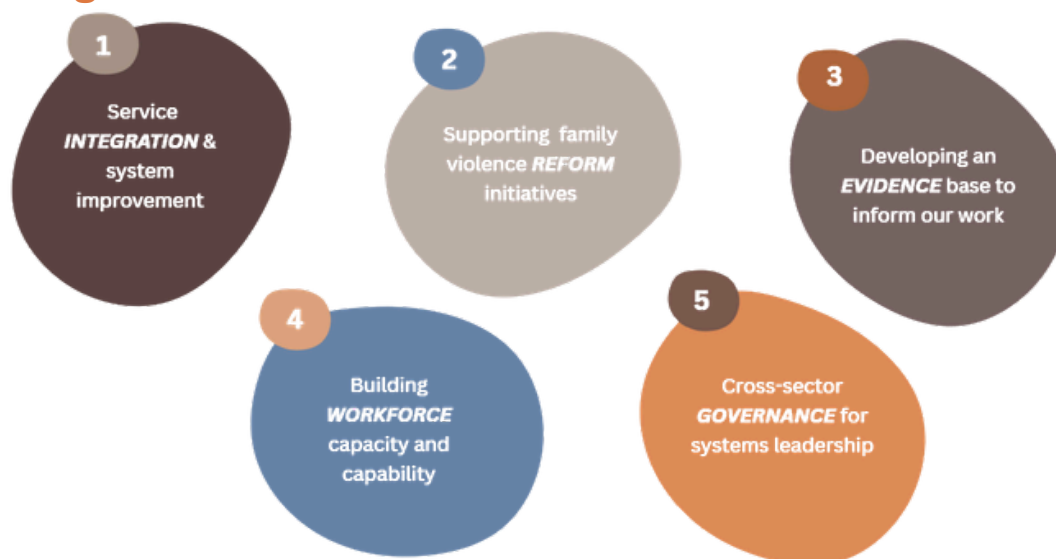 1
Service
INTEGRATION &
system
improvement
2
Supporting family
violence REFORM
initiatives
3
Developing an
EVIDENCE base to
inform our work
4
Building
WORKFORCE
capacity and
capability
5
Cross-sector
GOVERNANCE for
systems leadership